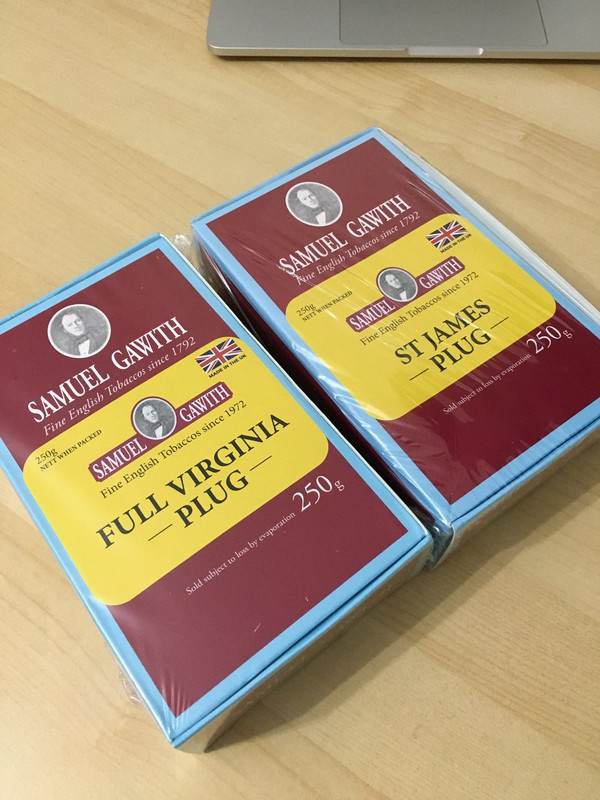 SAMUEL GAWITH
Fine English Tobaccos since 1792
MADE IN THE UK
250g
NETT WHEN PACKED
SAMUEL GAWITH
Fine English Tobaccos since 1972
FULL VIRGINIA
— PLUG —
Sold subject to loss by evaporation 250g
SAMUEL GAWITH
Fine English Tobaccos since 1792
MADE IN THE UK
250g
NETT WHEN PACKED
SAMUEL GAWITH
Fine English Tobaccos since 1972
ST JAMES
— PLUG —
Sold subject to loss by evaporation 250g